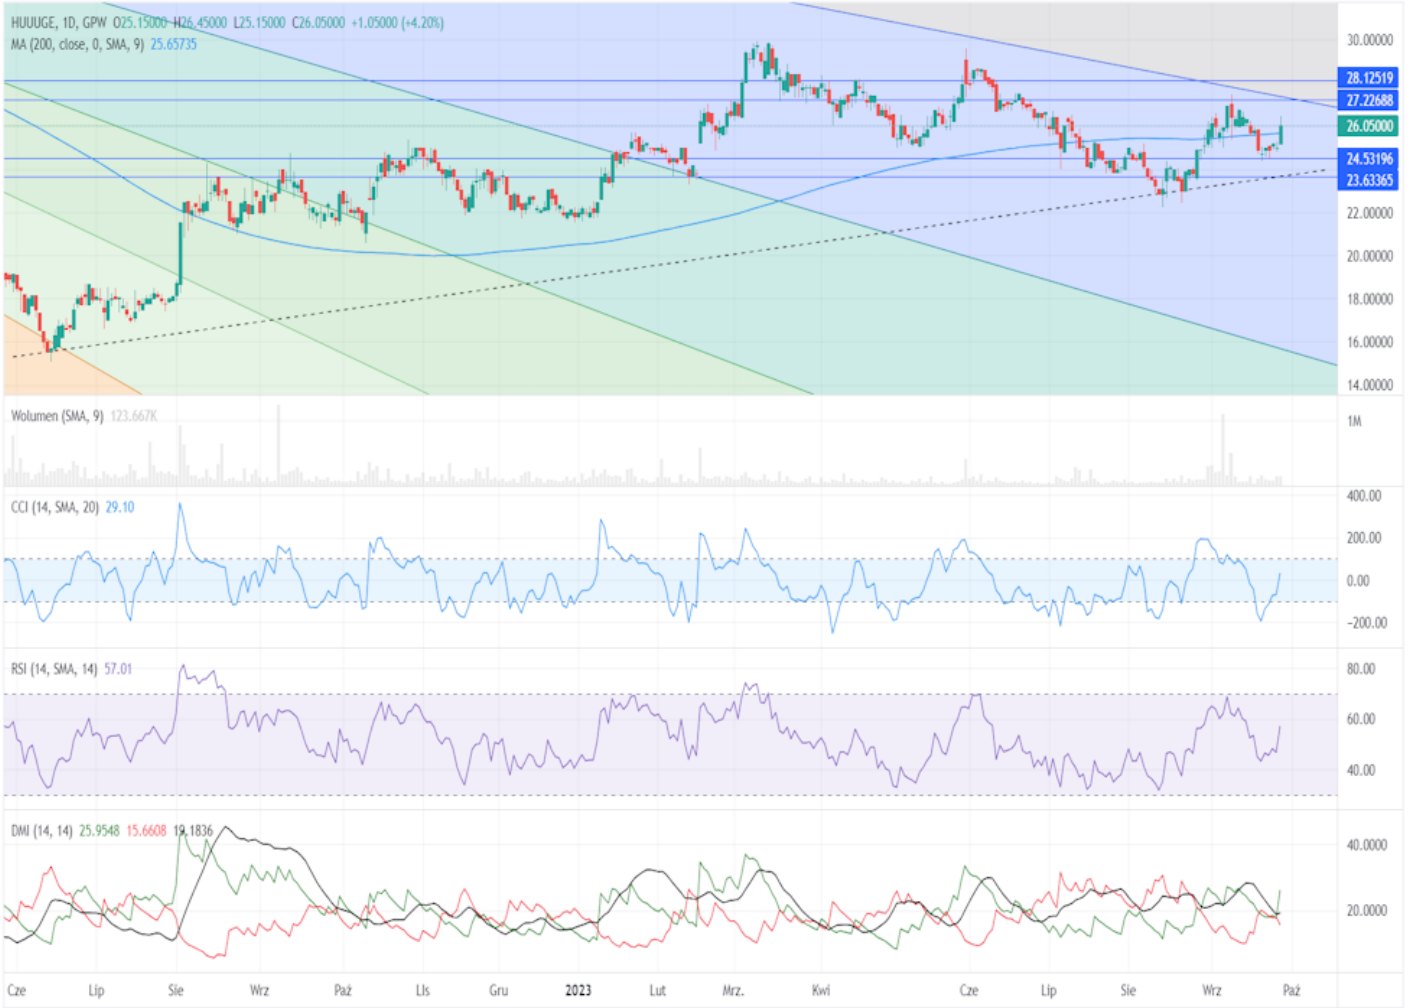 HUUUGE, 1D, GPW O25.15000 H26.45000 L25.15000 C26.05000 +1.05000 (+4.20%)
MA (200, close, 0, SMA, 9) 25.65735
30.00000
28.12519
27.22688
26.05000
24.53196
23.63365
22.00000
20.00000
18.00000
16.00000
14.00000
Wolumen (SMA, 9) 123.667K
1M
CCI (14, SMA, 20) 29.10
400.00
200.00
0.00
-200.00
RSI (14, SMA, 14) 57.01
80.00
60.00
40.00
DMI (14, 14) 25.9548 15.6608 19.1836
40.0000
20.0000
Cze Lip Sie Wrz Paź LIs Gru 2023 Lut Mrz. Kwi Cze Lip Sie Wrz Paź